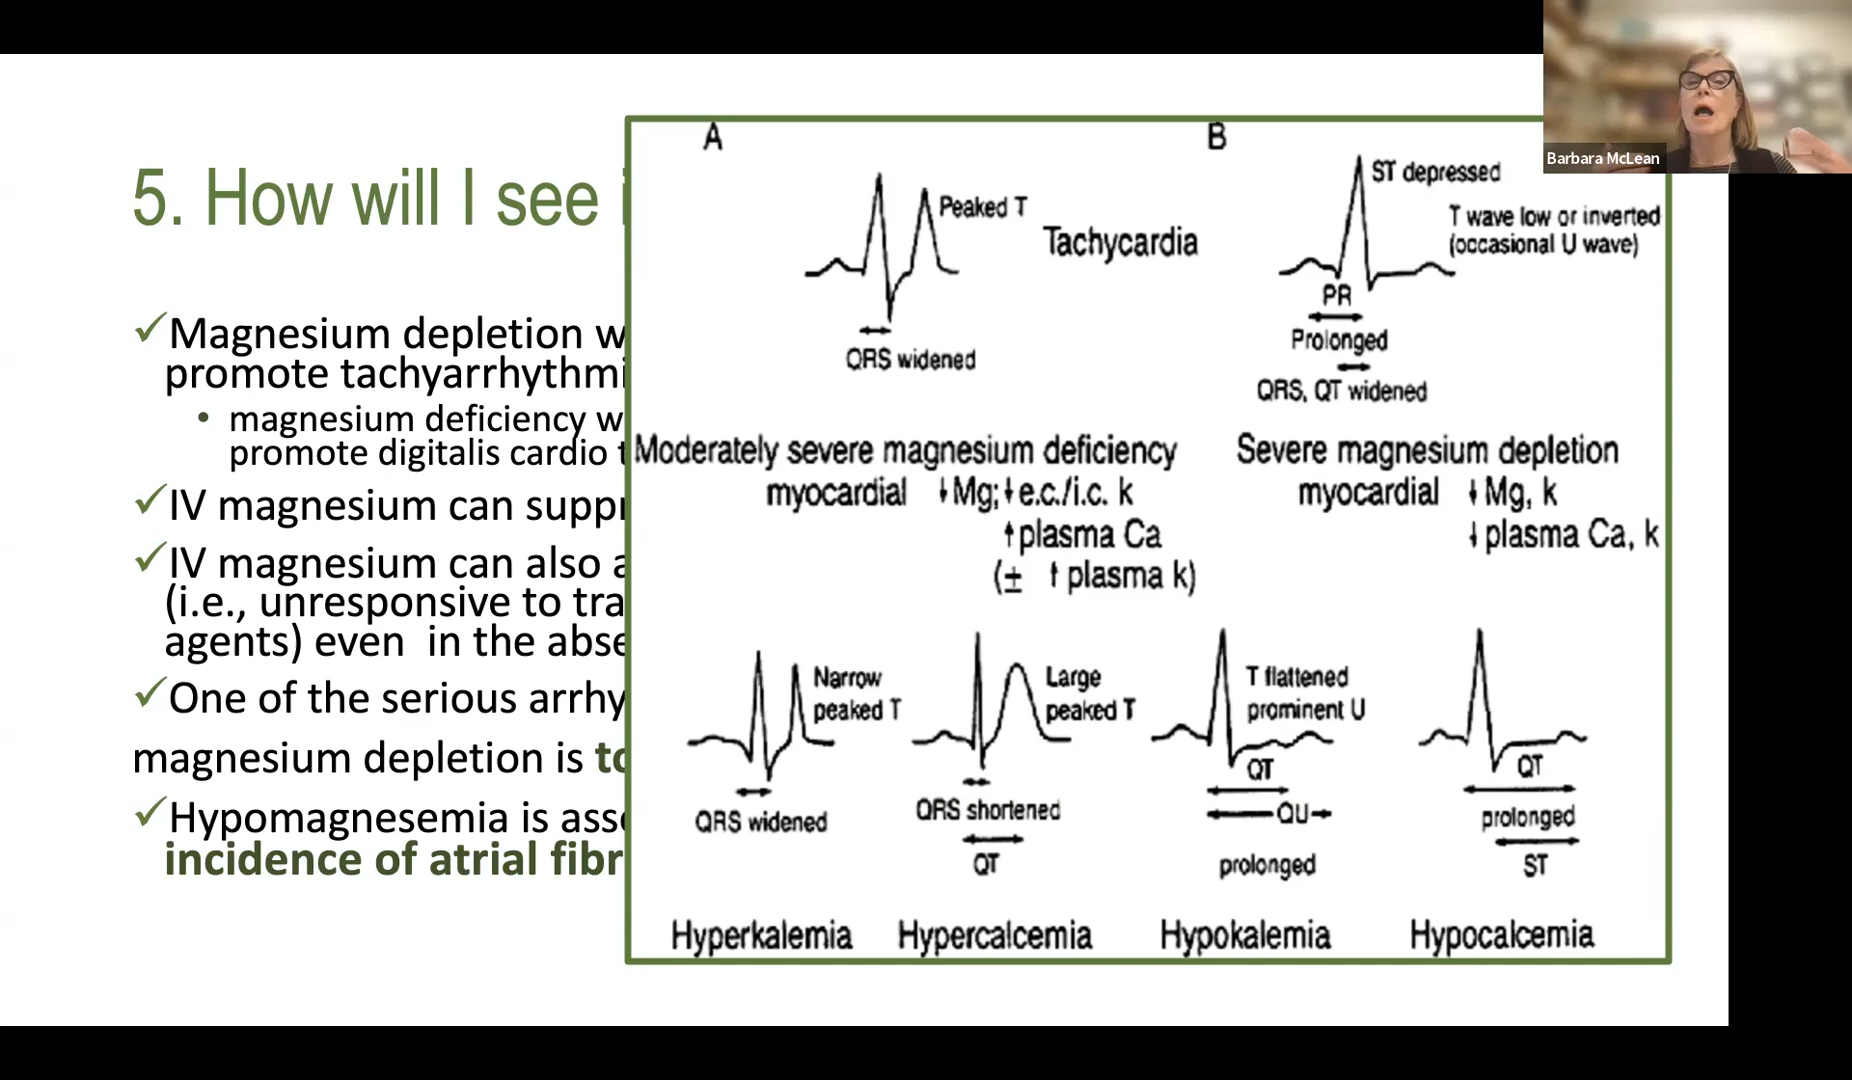 Barbara McLean
5. How will I see i
Magnesium depletion w
promote tachyarrhythmi
• magnesium deficiency w
promote digitalis cardio t
IV magnesium can suppr
IV magnesium can also a
(i.e., unresponsive to tra
agents) even in the abse
One of the serious arrhy
magnesium depletion is to
Hypomagnesemia is asso
incidence of atrial fibr
A
Peaked T
Tachycardia
QRS widened
Moderately severe magnesium deficiency
myocardial ↓Mg;↓e.c./i.c. k
↑plasma Ca
(± ↑plasma k)
B
ST depressed
T wave low or inverted
(occasional U wave)
PR
Prolonged
QRS, QT widened
Severe magnesium depletion
myocardial ↓Mg, k
↓plasma Ca, k
Narrow
peaked T
QRS widened
Hyperkalemia
Large
peaked T
QRS shortened
QT
Hypercalcemia
T flattened
prominent U
QT
QU
prolonged
Hypokalemia
QT
prolonged
ST
Hypocalcemia